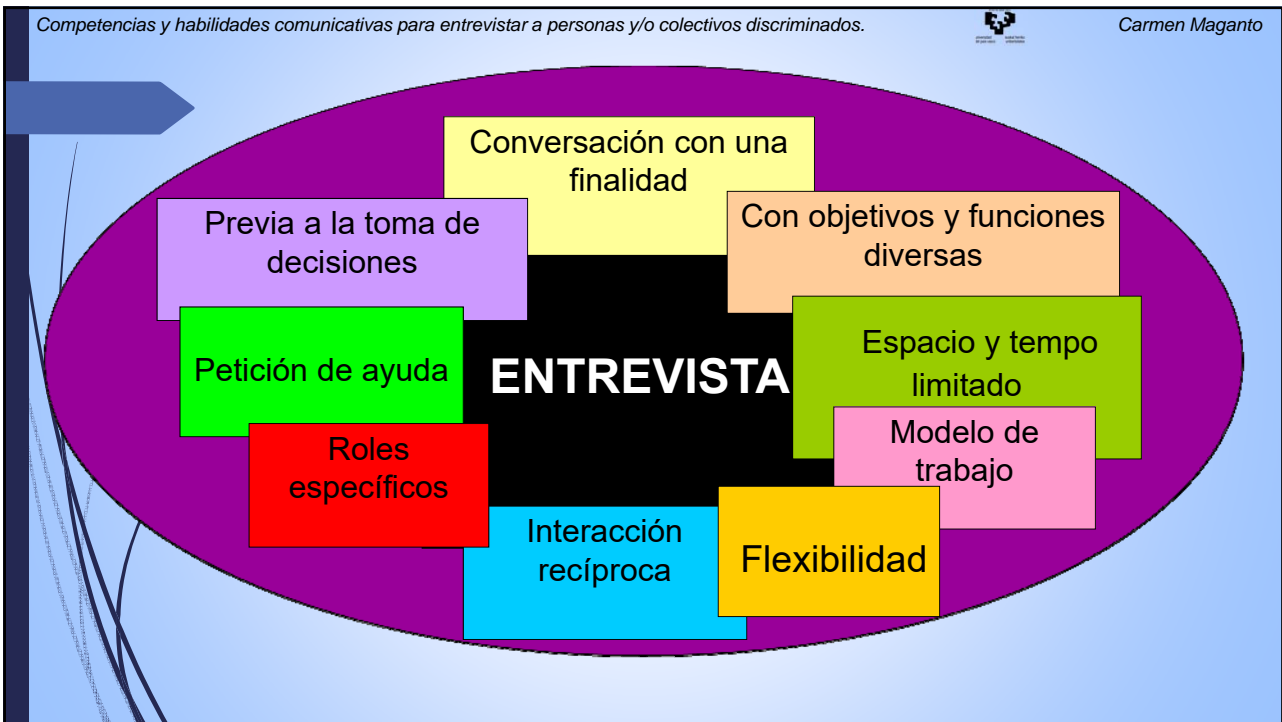 Competencias y habilidades comunicativas para entrevistar a personas y/o colectivos discriminados.
Carmen Maganto
Conversación con una
finalidad
Previa a la toma de
decisiones
Con objetivos y funciones
diversas
Petición de ayuda
ENTREVISTA
Espacio y tempo
limitado
Roles
específicos
Modelo de
trabajo
Interacción
recíproca
Flexibilidad